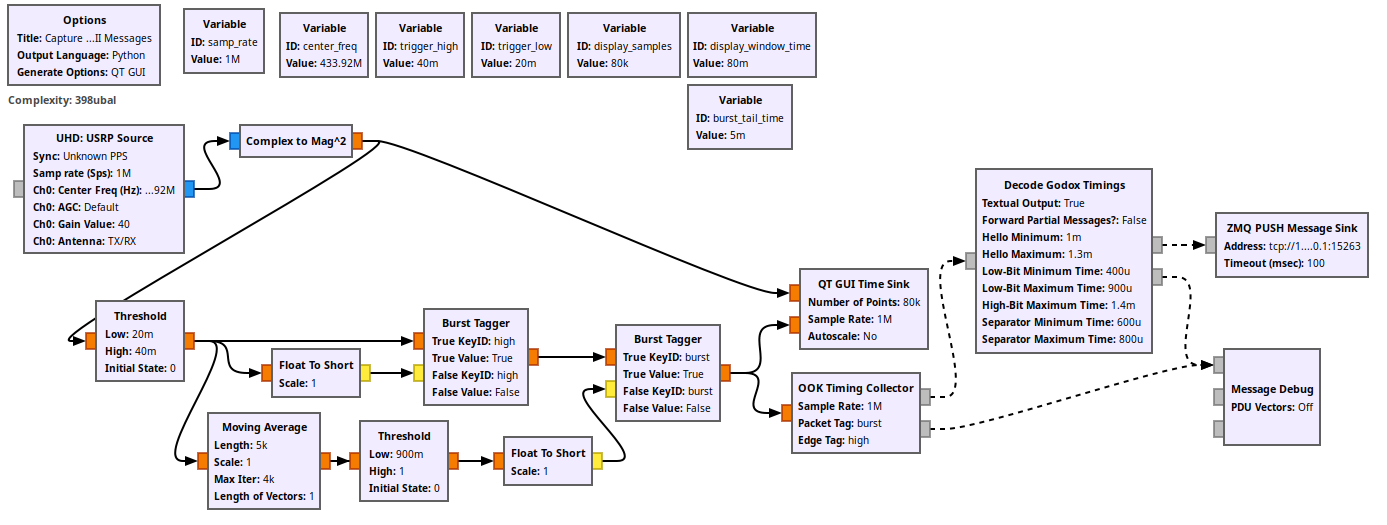 Options
Title: Capture ...II Messages
Output Language: Python
Generate Options: QT GUI
Variable
ID: samp_rate
Value: 1M
Variable
ID: center_freq
Value: 433.92M
Variable
ID: trigger_high
Value: 40m
Variable
ID: trigger_low
Value: 20m
Variable
ID: display_samples
Value: 80k
Variable
ID: display_window_time
Value: 80m
Variable
ID: burst_tail_time
Value: 5m
Complexity: 398ubal
UHD: USRP Source
Sync: Unknown PPS
Samp rate (Sps): 1M
Ch0: Center Freq (Hz): ...92M
Ch0: AGC: Default
Ch0: Gain Value: 40
Ch0: Antenna: TX/RX
Complex to Mag^2
Threshold
Low: 20m
High: 40m
Initial State: 0
Float To Short
Scale: 1
Burst Tagger
True KeyID: high
True Value: True
False KeyID: high
False Value: False
Moving Average
Length: 5k
Scale: 1
Max Iter: 4k
Length of Vectors: 1
Threshold
Low: 900m
High: 1
Initial State: 0
Float To Short
Scale: 1
Burst Tagger
True KeyID: burst
True Value: True
False KeyID: burst
False Value: False
QT GUI Time Sink
Number of Points: 80k
Sample Rate: 1M
Autoscale: No
OOK Timing Collector
Sample Rate: 1M
Packet Tag: burst
Edge Tag: high
Decode Godox Timings
Textual Output: True
Forward Partial Messages?: False
Hello Minimum: 1m
Hello Maximum: 1.3m
Low-Bit Minimum Time: 400u
Low-Bit Maximum Time: 900u
High-Bit Maximum Time: 1.4m
Separator Minimum Time: 600u
Separator Maximum Time: 800u
ZMQ PUSH Message Sink
Address: tcp://1....0.1:15263
Timeout (msec): 100
Message Debug
PDU Vectors: Off